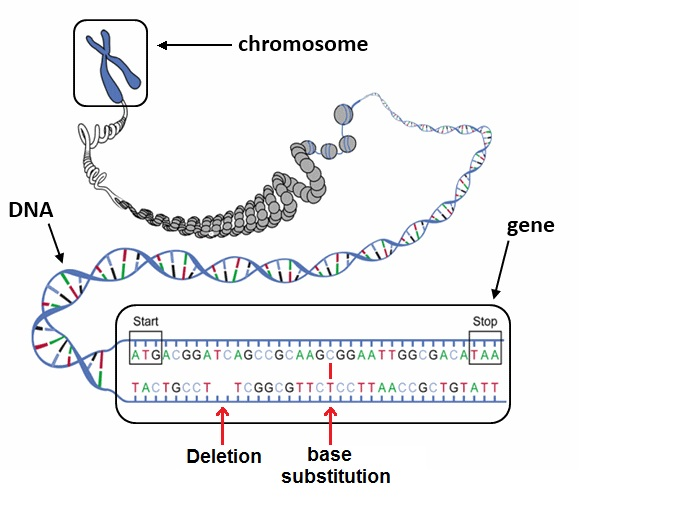 chromosome
DNA
gene
Start
Stop
ATGACGGATCAGCCGCAAGCGGAATTGGCGACATAA
TACTGCCT TCGGCGTTCTCCTTAACCGCTGTATT
Deletion
base
substitution